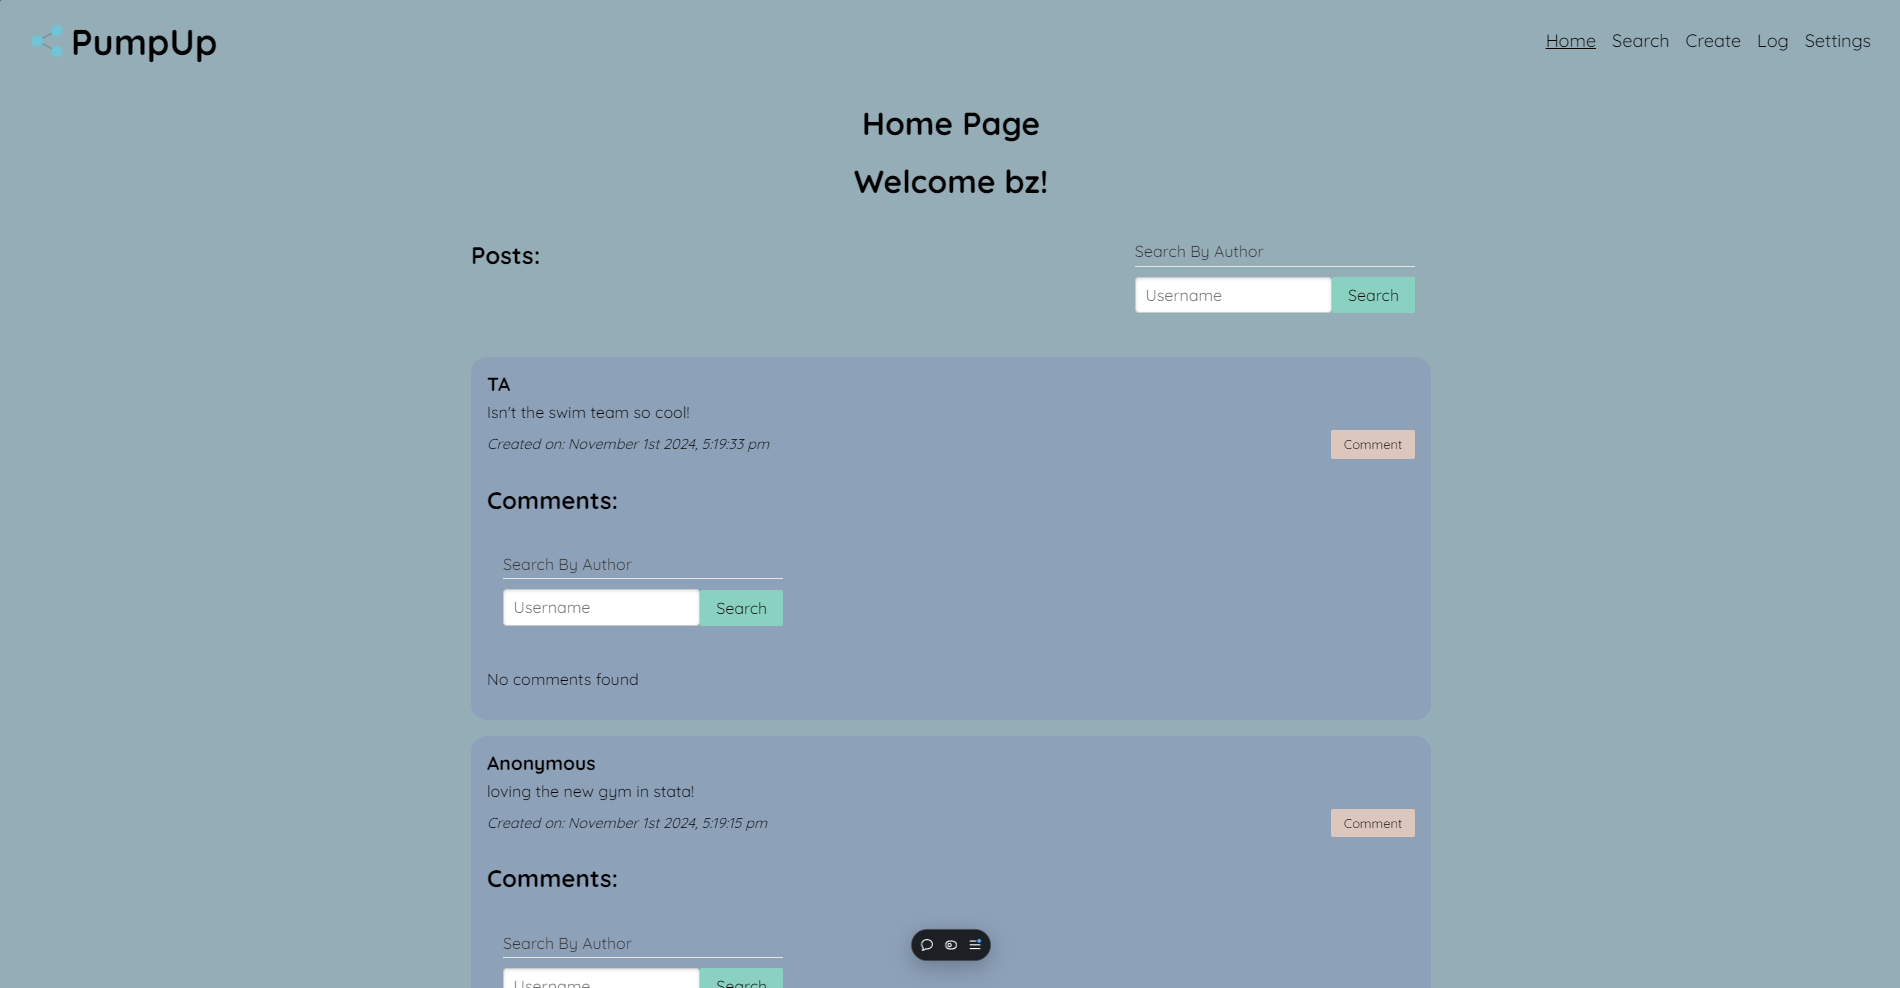 PumpUp
Home Search Create Log Settings
Home Page
Welcome bz!
Posts:
Search By Author
Username Search
TA
Isn't the swim team so cool!
Created on: November 1st 2024, 5:19:33 pm
Comment
Comments:
Search By Author
Username Search
No comments found
Anonymous
loving the new gym in stata!
Created on: November 1st 2024, 5:19:15 pm
Comment
Comments:
Search By Author
Username Search